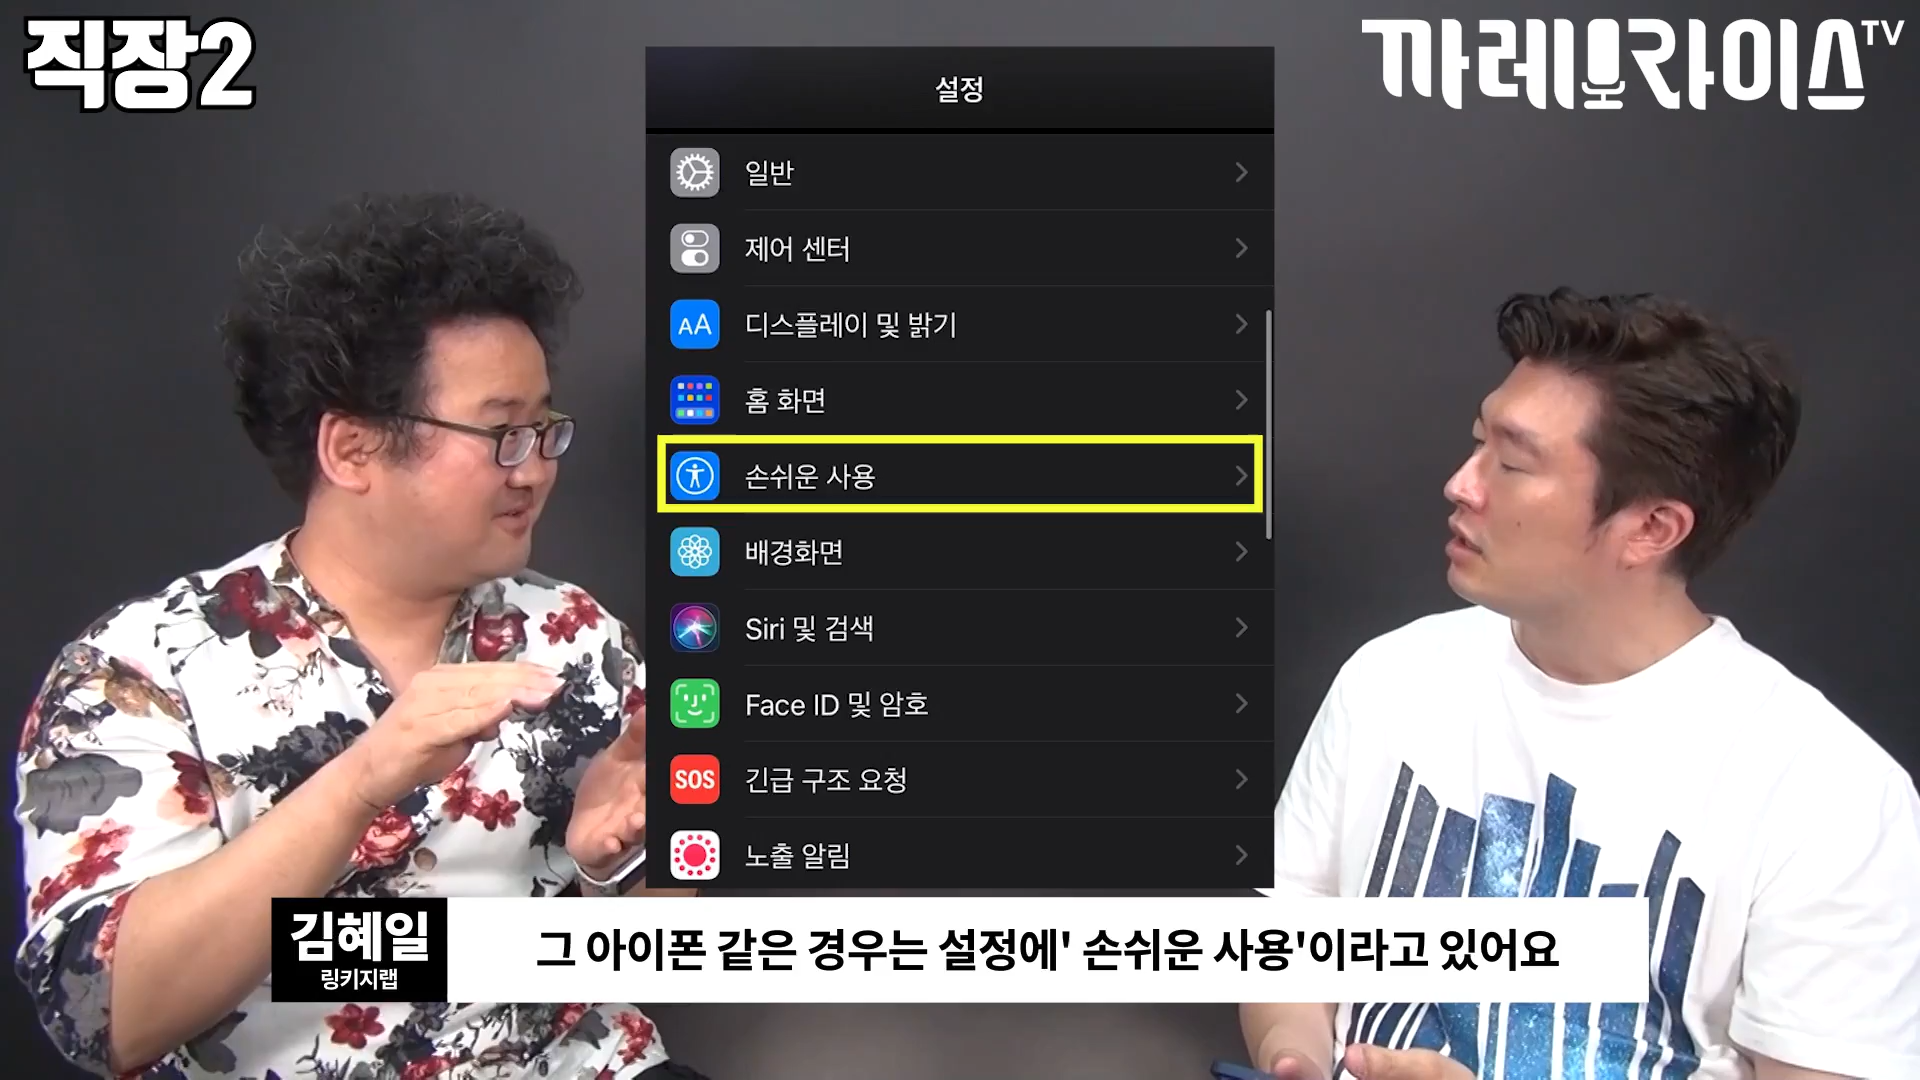 직장2
까레라이스TV
설정
일반
제어 센터
AA 디스플레이 및 밝기
홈 화면
손쉬운 사용
배경화면
Siri 및 검색
Face ID 및 암호
SOS 긴급 구조 요청
노출 알림
김혜일
링키지랩
그 아이폰 같은 경우는 설정에' 손쉬운 사용'이라고 있어요